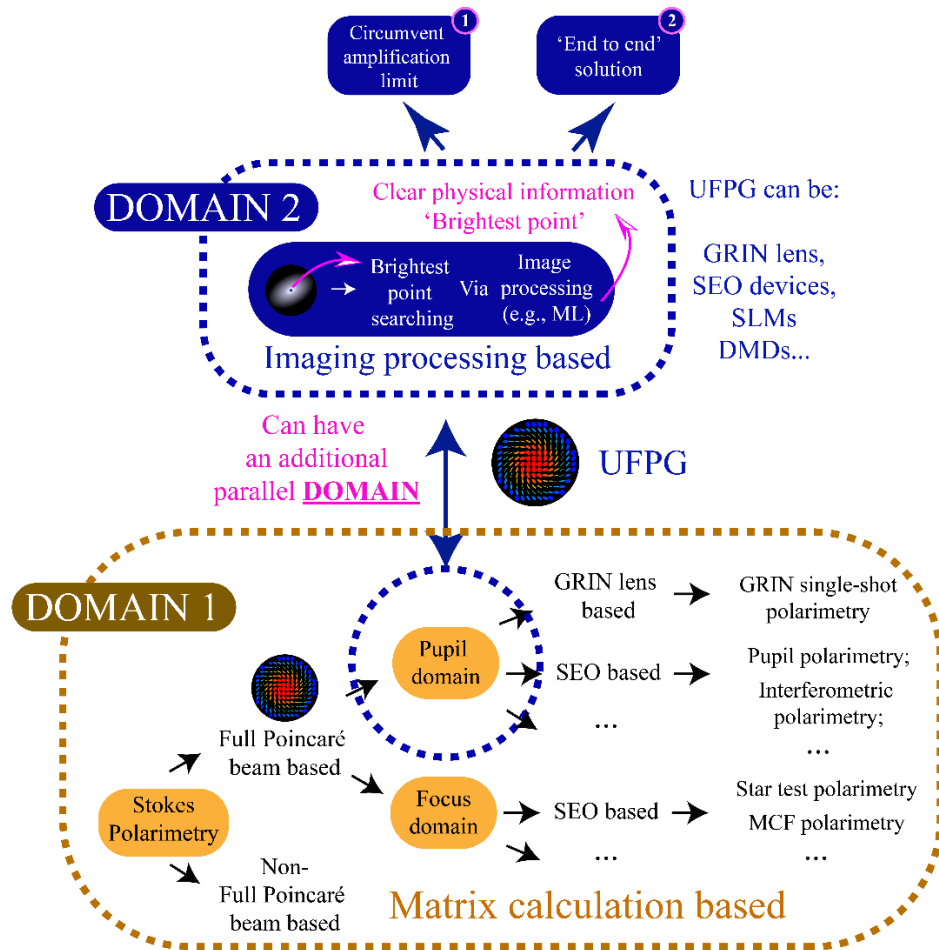 Circumvent
amplification
limit
1
‘End to cnd’
solution
2
DOMAIN 2
Clcar physical information
‘Brightest point’
Brightest
point
searching
Via
Image
processing
(e.g., ML)
Imaging processing based
UFPG can be:
GRIN lens,
SEO devices,
SLMs
DMDs...
Can have
an additional
parallel DOMAIN
UFPG
DOMAIN 1
Stokcs
Polarimetry
Full Poincaré
beam based
Non-
Full Poincaré
beam based
Pupil
domain
Focus
domain
GRIN lens
based
SEO based
...
SEO based
...
GRIN single-shot
polarimetry
Pupil polarimetry;
Interferometric
polarimetry;
...
Star test polarimetry
MCF polarimetry
...
Matrix calculation based